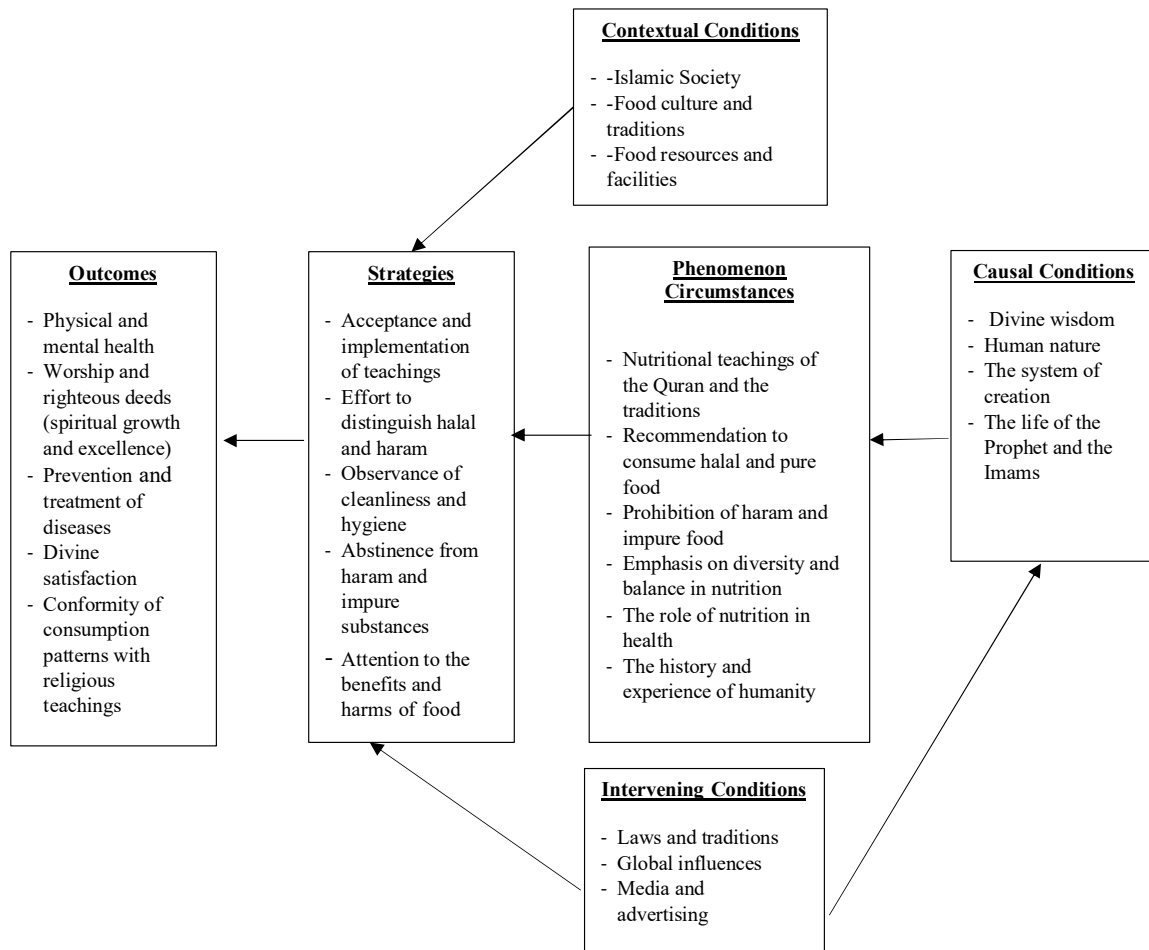 Contextual Conditions
- -Islamic Society
- -Food culture and
traditions
- -Food resources and
facilities
Outcomes
- Physical and
mental health
- Worship and
righteous deeds
(spiritual growth
and excellence)
- Prevention and
treatment of
diseases
- Divine
satisfaction
- Conformity of
consumption
patterns with
religious
teachings
Strategies
- Acceptance and
implementation
of teachings
- Effort to
distinguish halal
and haram
- Observance of
cleanliness and
hygiene
- Abstinence from
haram and
impure
substances
- Attention to the
benefits and
harms of food
Phenomenon
Circumstances
- Nutritional teachings of
the Quran and the
traditions
- Recommendation to
consume halal and pure
food
- Prohibition of haram and
impure food
- Emphasis on diversity and
balance in nutrition
- The role of nutrition in
health
- The history and
experience of humanity
Causal Conditions
- Divine wisdom
- Human nature
- The system of
creation
- The life of the
Prophet and the
Imams
Intervening Conditions
- Laws and traditions
- Global influences
- Media and
advertising